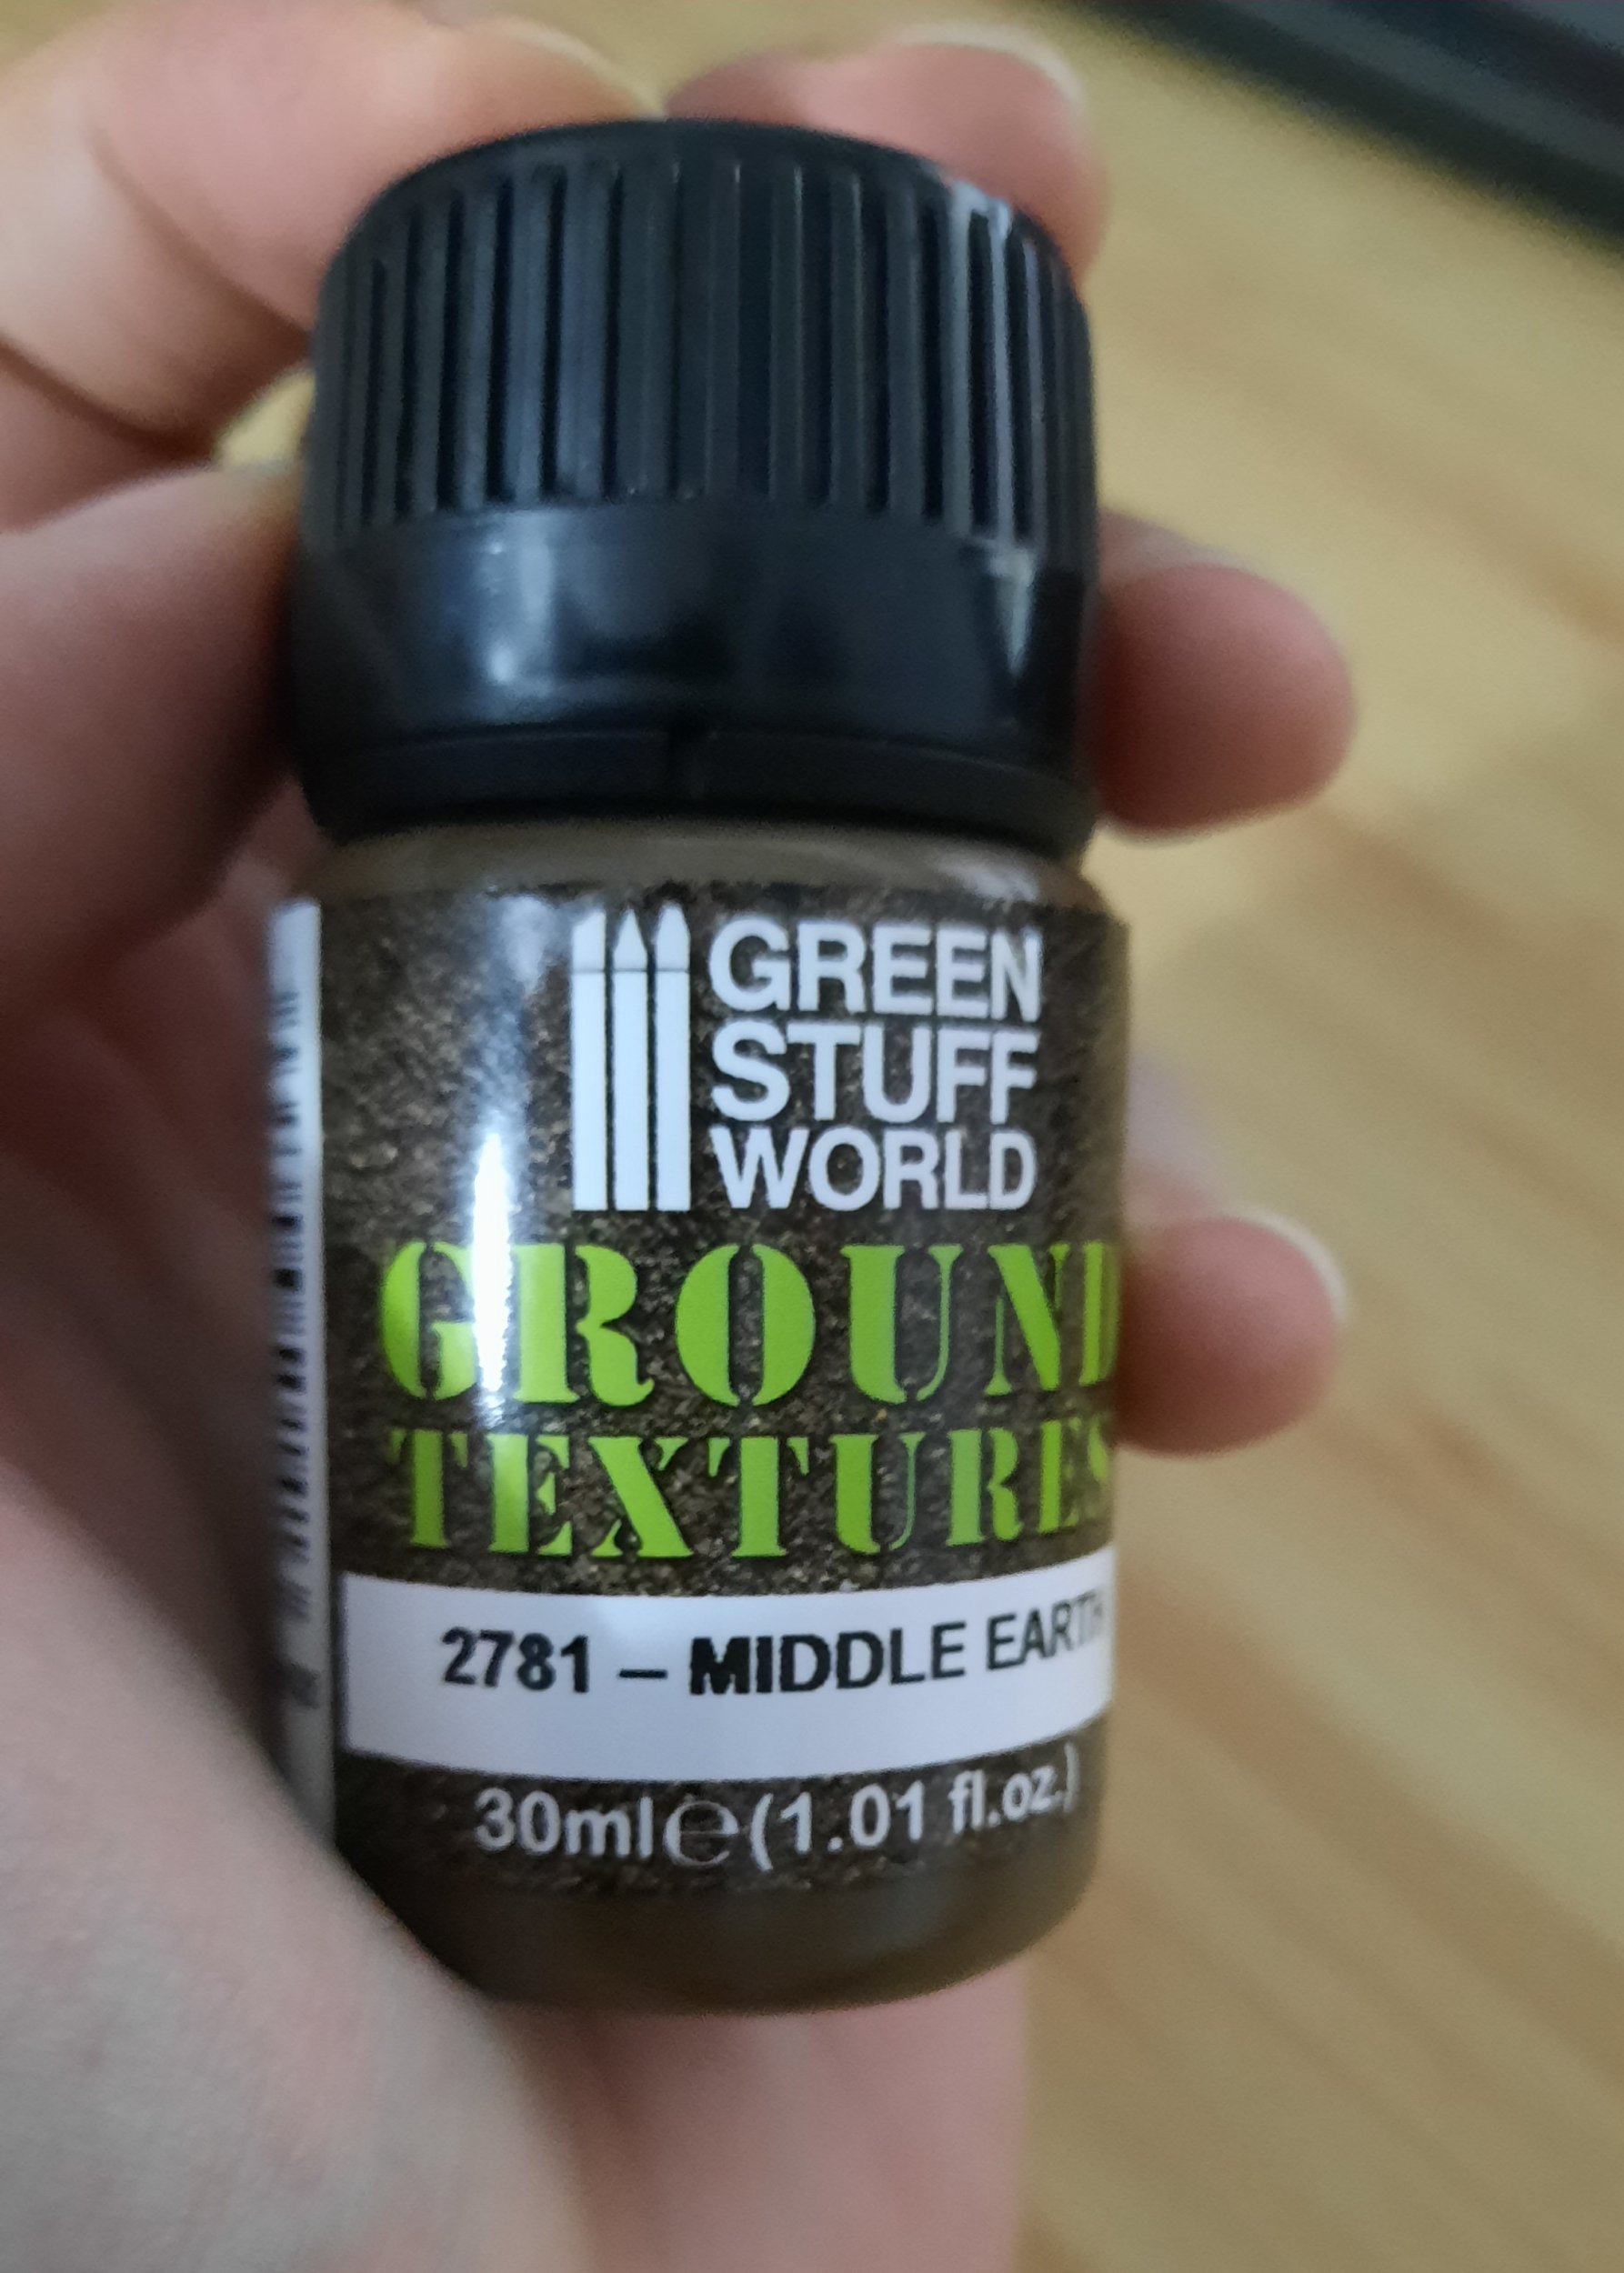 GREEN
STUFF
WORLD
GROUND
TEXTURES
2781 – MIDDLE EARTH
30ml℮(1.01 fl.oz.)